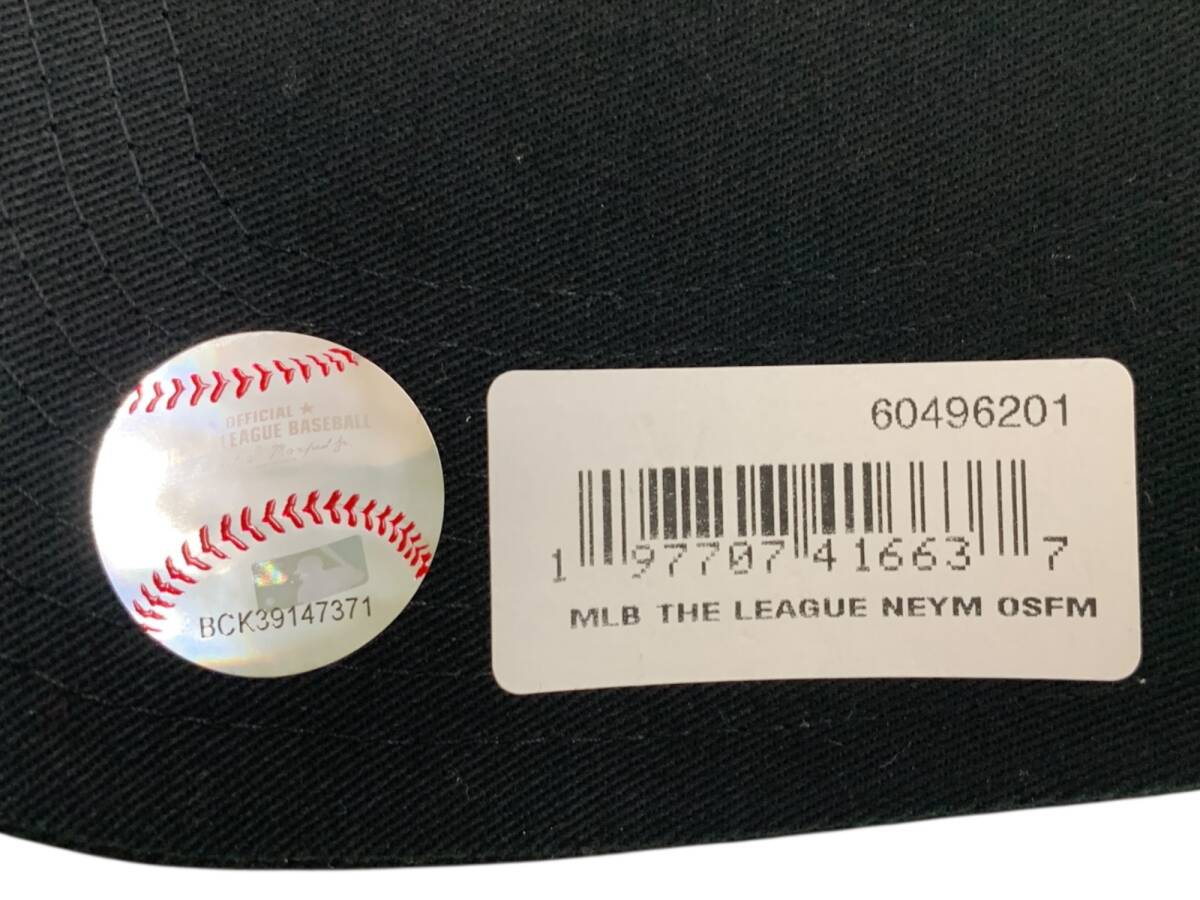 OFFICIAL ★
LEAGUE BASEBALL
BCK39147371
60496201
1 97707 41663 7
MLB THE LEAGUE NEYM OSFM